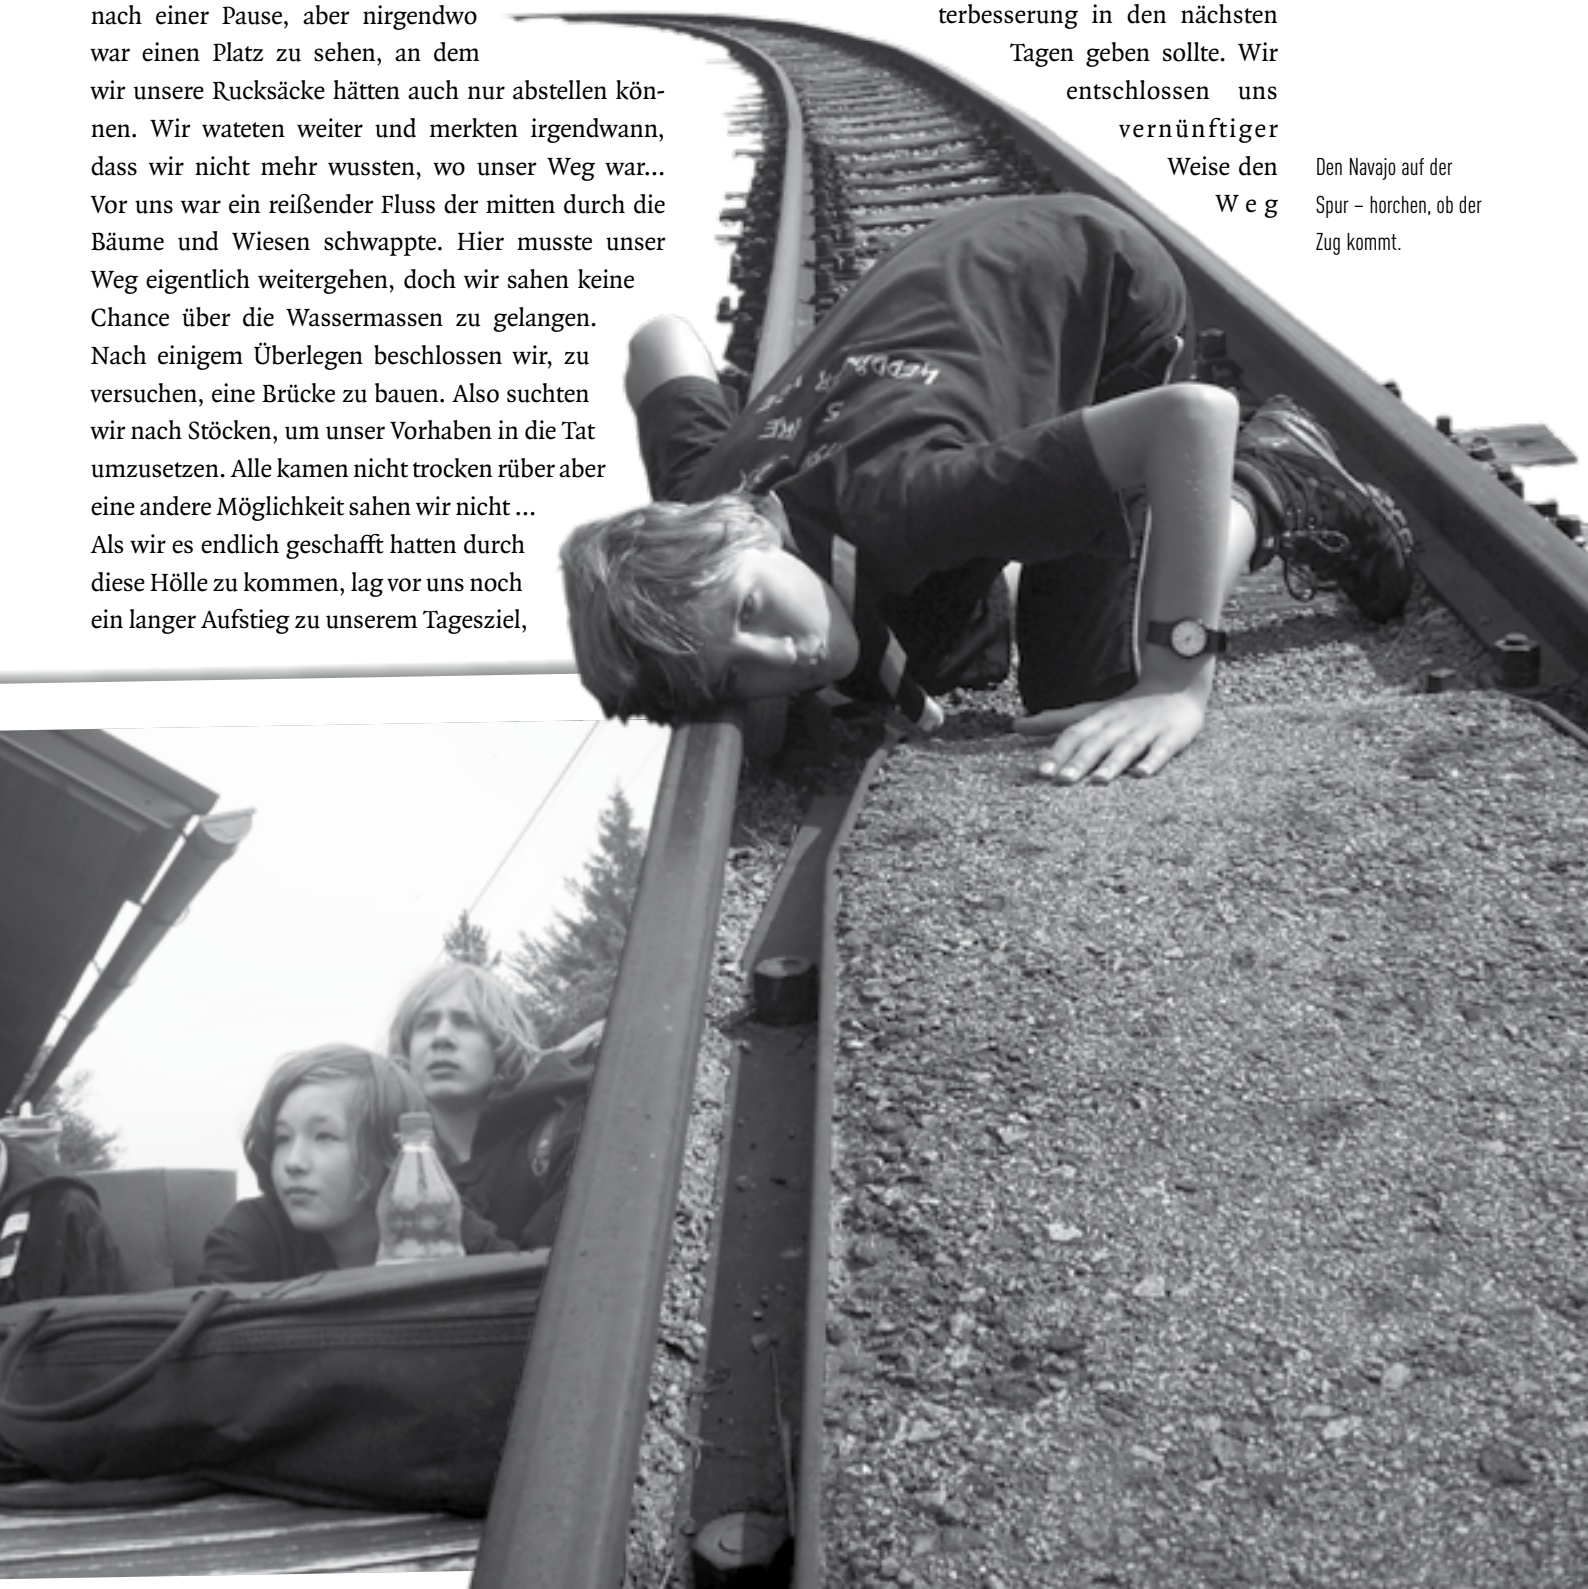 nach einer Pause, aber nirgendwo
war einen Platz zu sehen, an dem
wir unsere Rucksäcke hätten auch nur abstellen kön-
nen. Wir wateten weiter und merkten irgendwann,
dass wir nicht mehr wussten, wo unser Weg war...
Vor uns war ein reißender Fluss der mitten durch die
Bäume und Wiesen schwappte. Hier musste unser
Weg eigentlich weitergehen, doch wir sahen keine
Chance über die Wassermassen zu gelangen.
Nach einigem Überlegen beschlossen wir, zu
versuchen, eine Brücke zu bauen. Also suchten
wir nach Stöcken, um unser Vorhaben in die Tat
umzusetzen. Alle kamen nicht trocken rüber aber
eine andere Möglichkeit sahen wir nicht ...
Als wir es endlich geschafft hatten durch
diese Hölle zu kommen, lag vor uns noch
ein langer Aufstieg zu unserem Tagesziel,
terbesserung in den nächsten
Tagen geben sollte. Wir
entschlossen uns
vernünftiger
Weise den
Weg
Den Navajo auf der
Spur – horchen, ob der
Zug kommt.